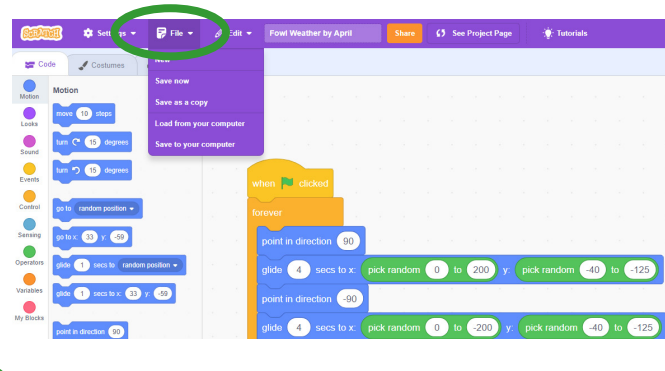 SCRATCH Settings File Edit Fowl Weather by April Share See Project Page Tutorials
Code Costumes
New
Save now
Save as a copy
Load from your computer
Save to your computer
Motion
Looks
Sound
Events
Control
Sensing
Operators
Variables
My Blocks
Motion
move 10 steps
turn 15 degrees
turn 15 degrees
go to random position
go to x: 33 y: -59
glide 1 secs to random position
glide 1 secs to x: 33 y: -59
point in direction 90
when clicked
forever
point in direction 90
glide 4 secs to x: pick random 0 to 200 y: pick random -40 to -125
point in direction -90
glide 4 secs to x: pick random 0 to -200 y: pick random -40 to -125